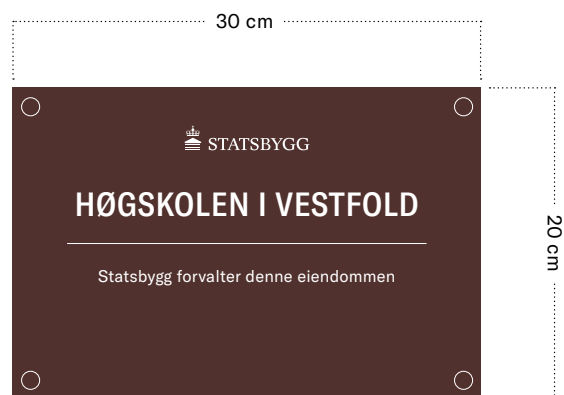 30 cm
STATSBYGG
HØGSKOLEN I VESTFOLD
Statsbygg forvalter denne eiendommen
20 cm